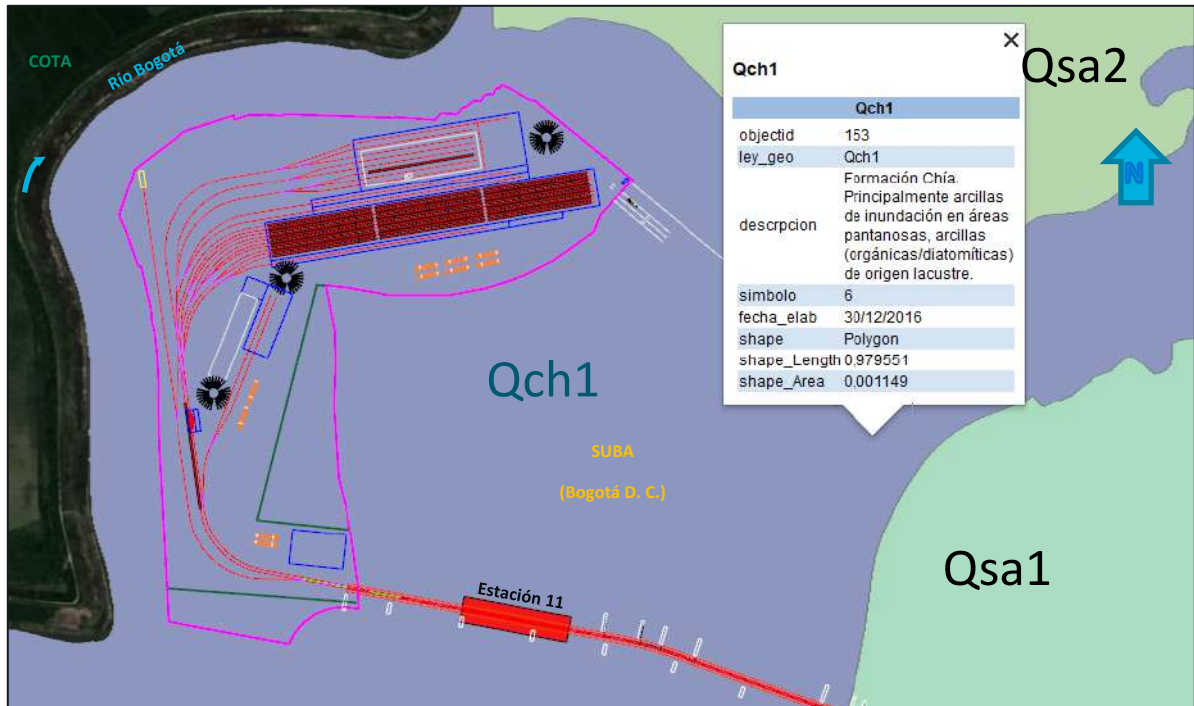 COTA
Río Bogotá
Qsa2
N
Qch1
Qch1
objectid 153
ley_geo Qch1
descrpcion Formación Chía.
Principalmente arcillas
de inundación en áreas
pantanosas, arcillas
(orgánicas/diatomíticas)
de origen lacustre.
simbolo 6
fecha_elab 30/12/2016
shape Polygon
shape_Length 0,979551
shape_Area 0,001149
Qch1
SUBA
(Bogotá D. C.)
Qsa1
Estación 11